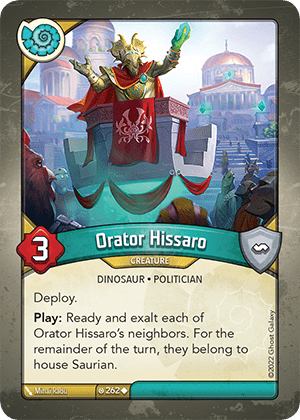 Orator Hissaro
3
CREATURE
DINOSAUR • POLITICIAN
Deploy.
Play: Ready and exalt each of
Orator Hissaro’s neighbors. For the
remainder of the turn, they belong to
house Saurian.
262
©2022 Ghost Galaxy